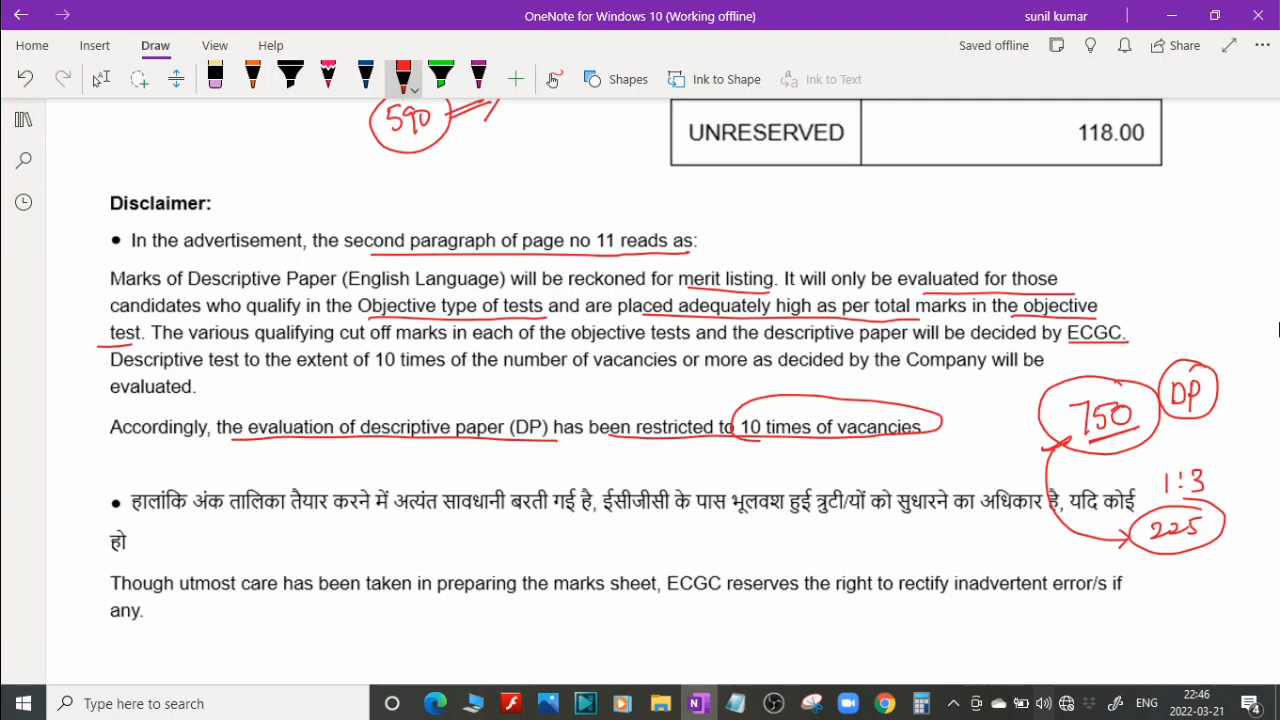 OneNote for Windows 10 (Working offline)
sunil kumar
Home Insert Draw View Help
Saved offline
Share
Shapes
Ink to Shape
Ink to Text
590
UNRESERVED 118.00
Disclaimer:
• In the advertisement, the second paragraph of page no 11 reads as:
Marks of Descriptive Paper (English Language) will be reckoned for merit listing. It will only be evaluated for those
candidates who qualify in the Objective type of tests and are placed adequately high as per total marks in the objective
test. The various qualifying cut off marks in each of the objective tests and the descriptive paper will be decided by ECGC.
Descriptive test to the extent of 10 times of the number of vacancies or more as decided by the Company will be
evaluated.
DP
750
Accordingly, the evaluation of descriptive paper (DP) has been restricted to 10 times of vacancies
1:3
• हालांकि अंक तालिका तैयार करने में अत्यंत सावधानी बरती गई है, ईसीजीसी के पास भूलवश हुई त्रुटी/यों को सुधारने का अधिकार है, यदि कोई
हो
225
Though utmost care has been taken in preparing the marks sheet, ECGC reserves the right to rectify inadvertent error/s if
any.
Type here to search
ENG
22:46
2022-03-21
4